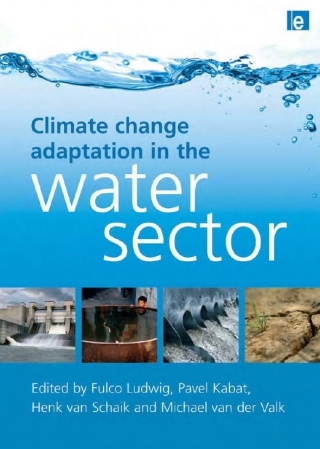 e
Climate change
adaptation in the
water
sector
Edited by Fulco Ludwig, Pavel Kabat,
Henk van Schaik and Michael van der Valk